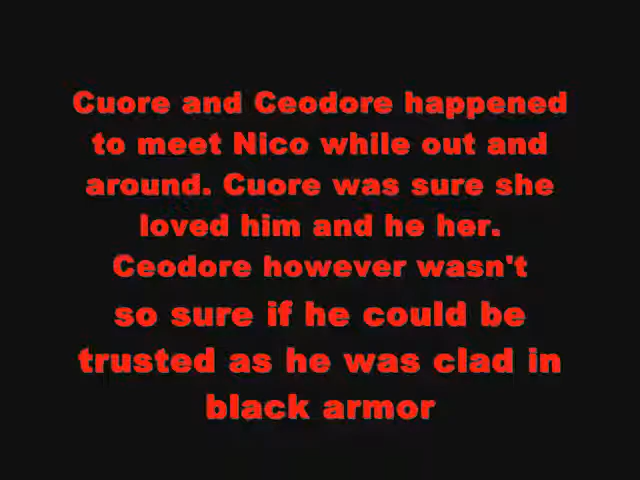 Cuore and Ceodore happened
to meet Nico while out and
around. Cuore was sure she
loved him and he her.
Ceodore however wasn't
so sure if he could be
trusted as he was clad in
black armor